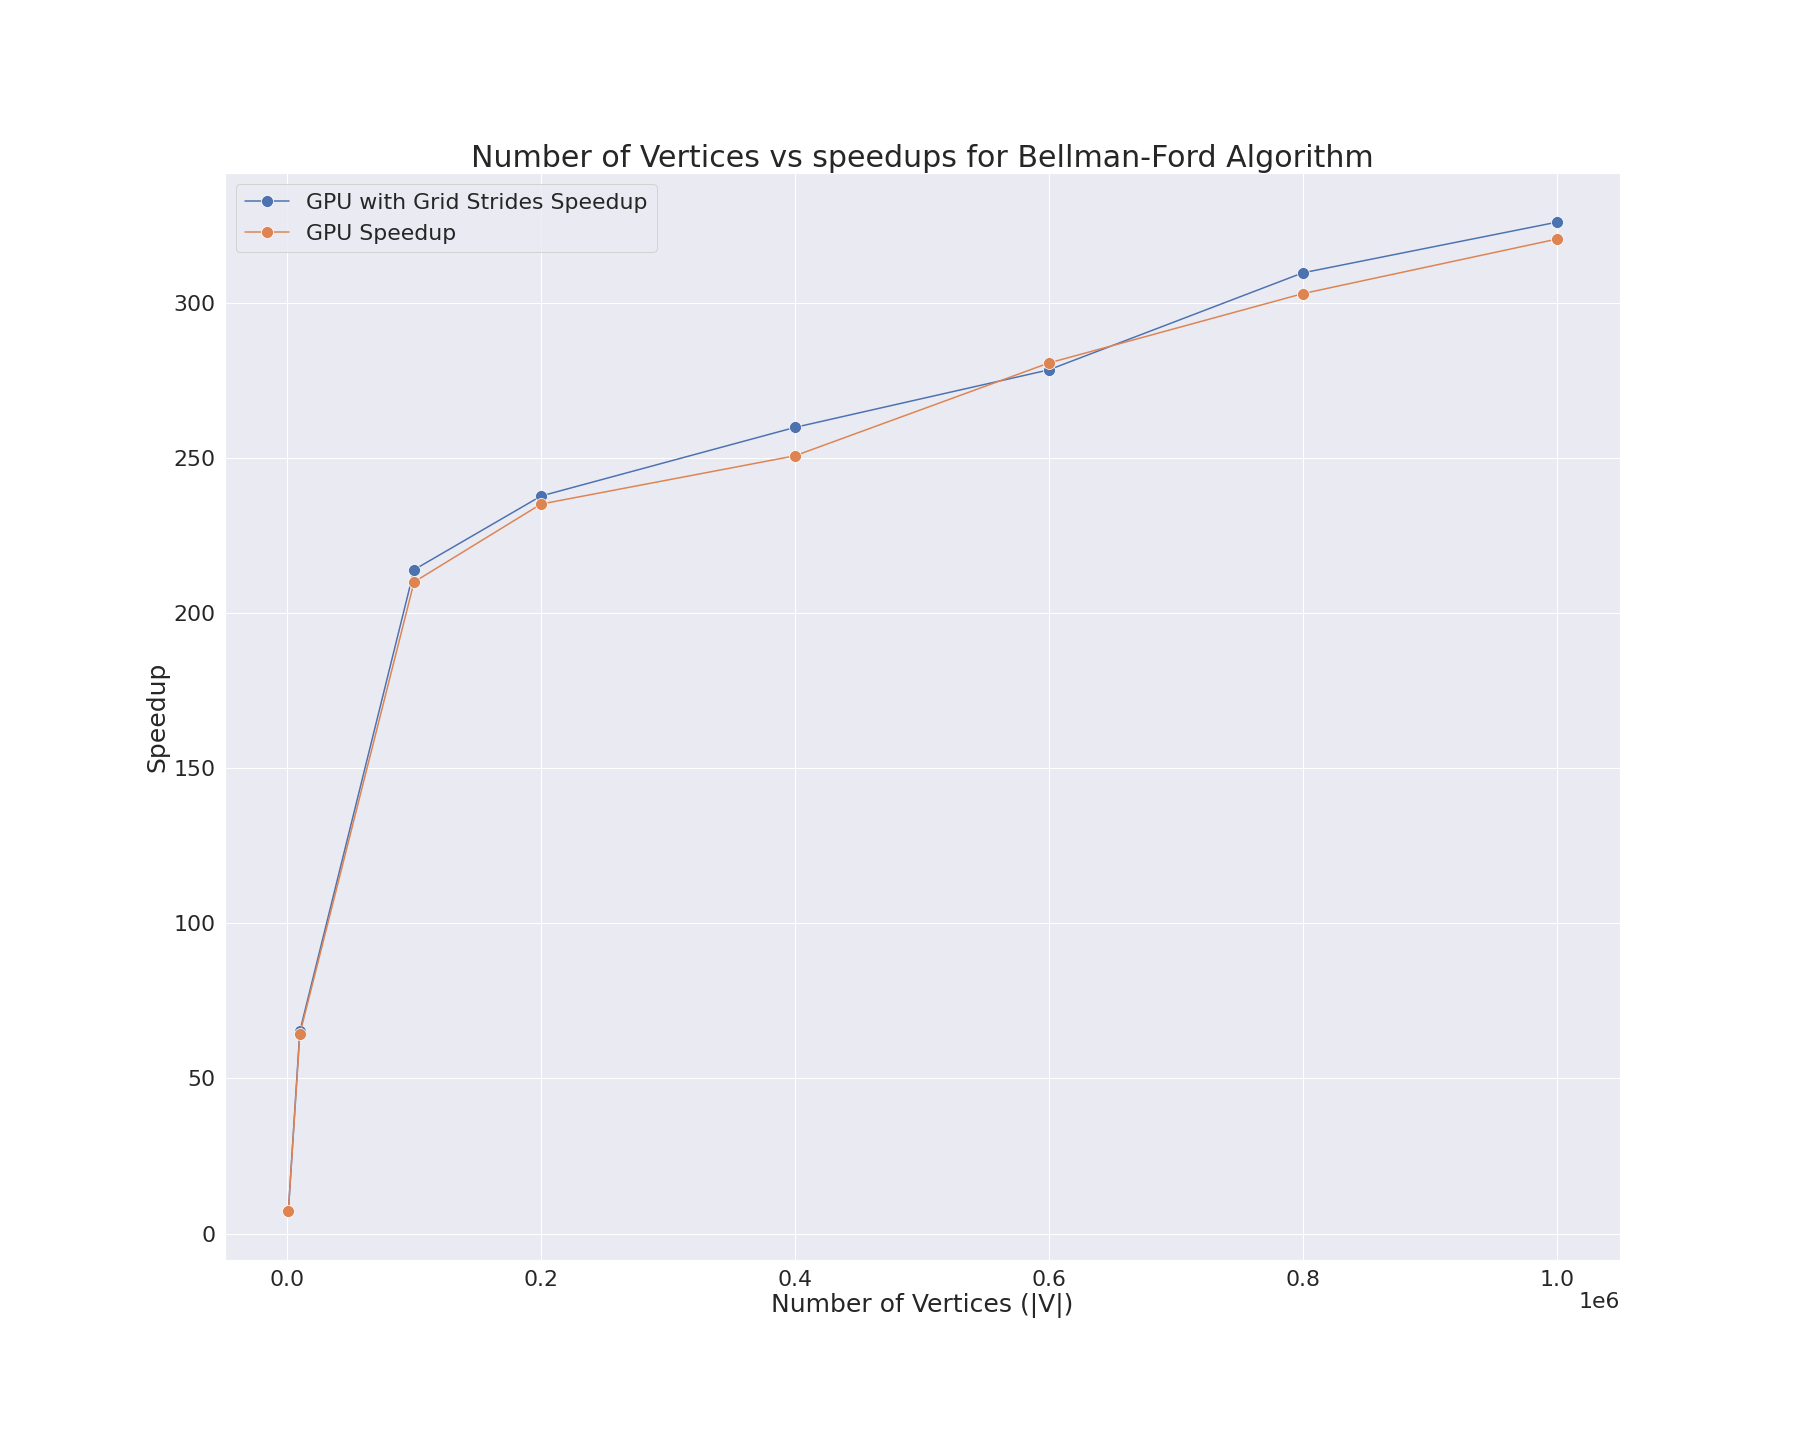 Number of Vertices vs speedups for Bellman-Ford Algorithm
GPU with Grid Strides Speedup
GPU Speedup
Speedup
300
250
200
150
100
50
0
0.0 0.2 0.4 0.6 0.8 1.0
1e6
Number of Vertices (|V|)